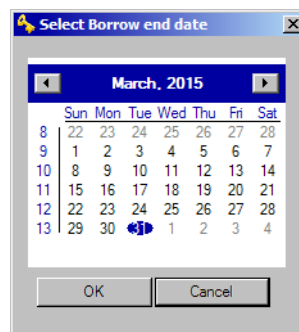 Select Borrow end date
March, 2015
Sun Mon Tue Wed Thu Fri Sat
8 22 23 24 25 26 27 28
9 1 2 3 4 5 6 7
10 8 9 10 11 12 13 14
11 15 16 17 18 19 20 21
12 22 23 24 25 26 27 28
13 29 30 31 1 2 3 4
OK Cancel